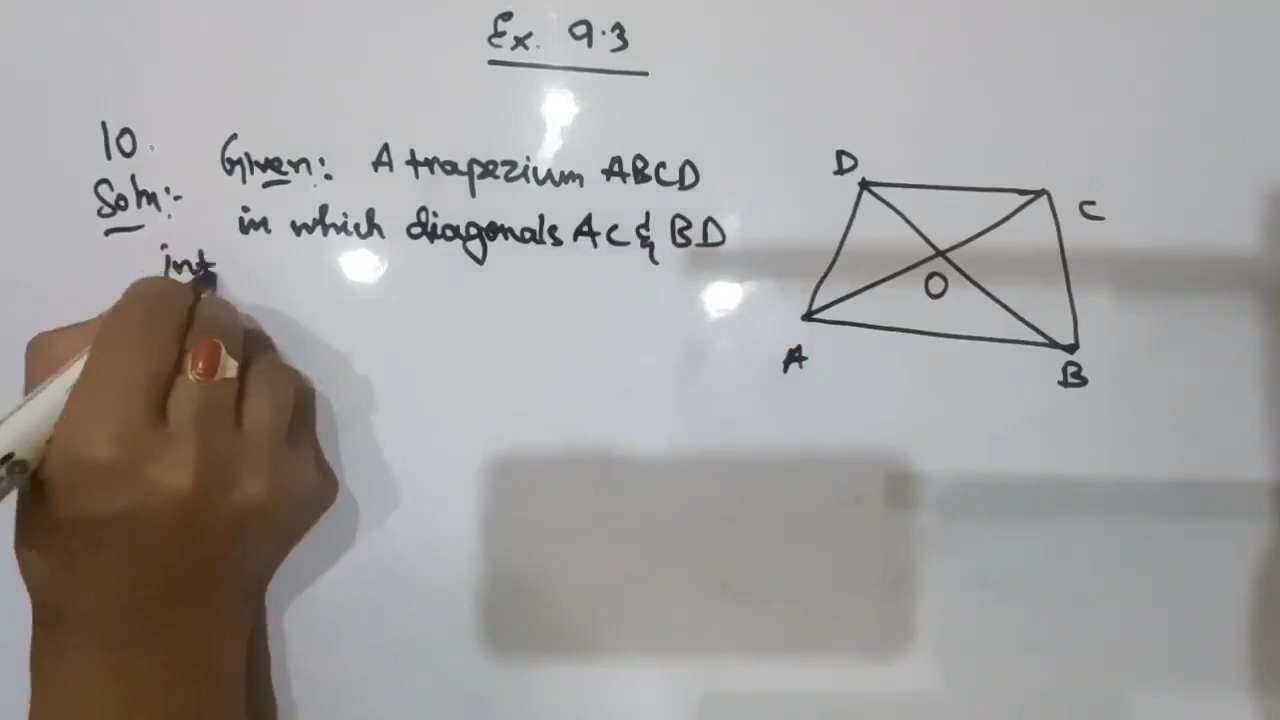 Ex. 9.3
10.
Soln:- Given: A trapezium ABCD
in which diagonals AC & BD
int
D
C
O
A
B